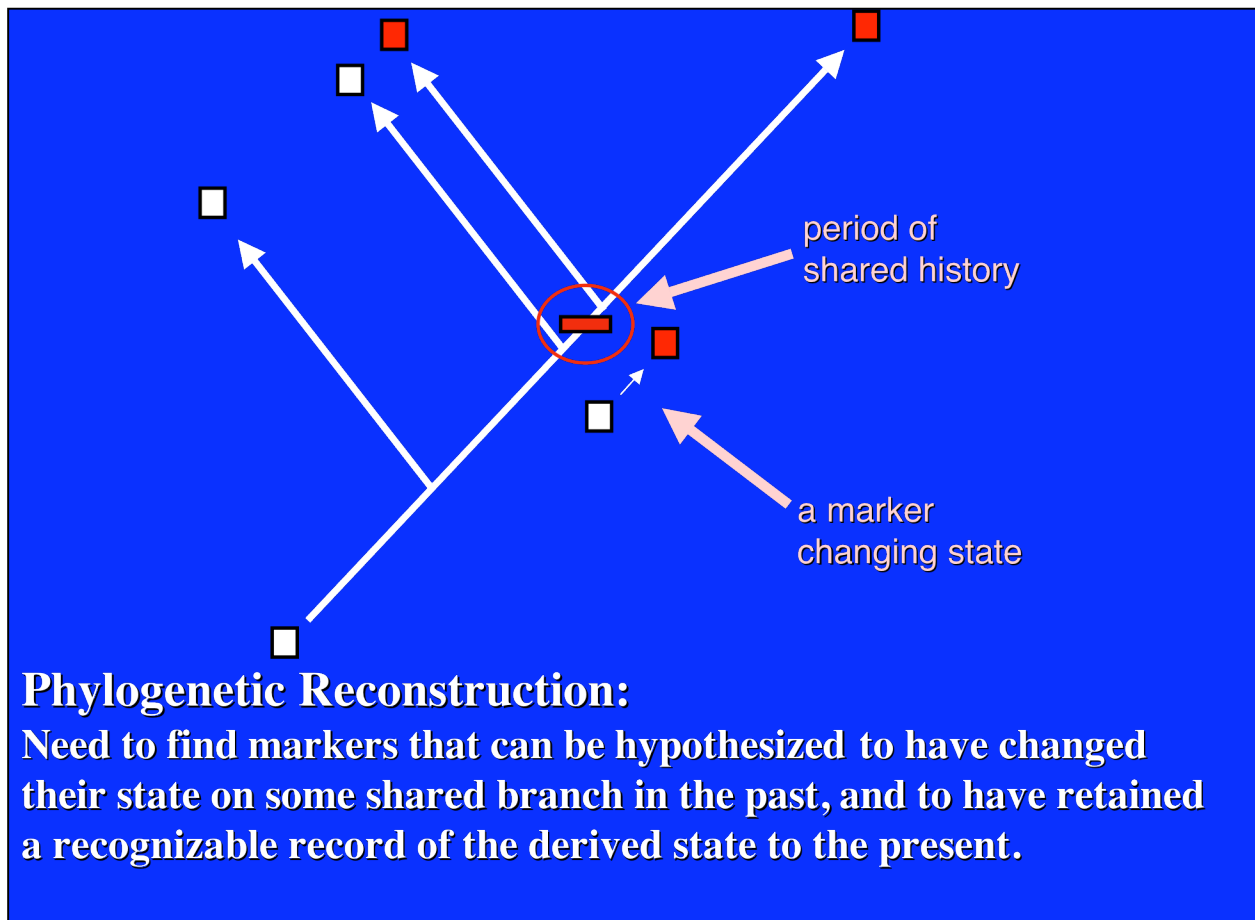 period of
shared history
a marker
changing state
Phylogenetic Reconstruction:
Need to find markers that can be hypothesized to have changed
their state on some shared branch in the past, and to have retained
a recognizable record of the derived state to the present.